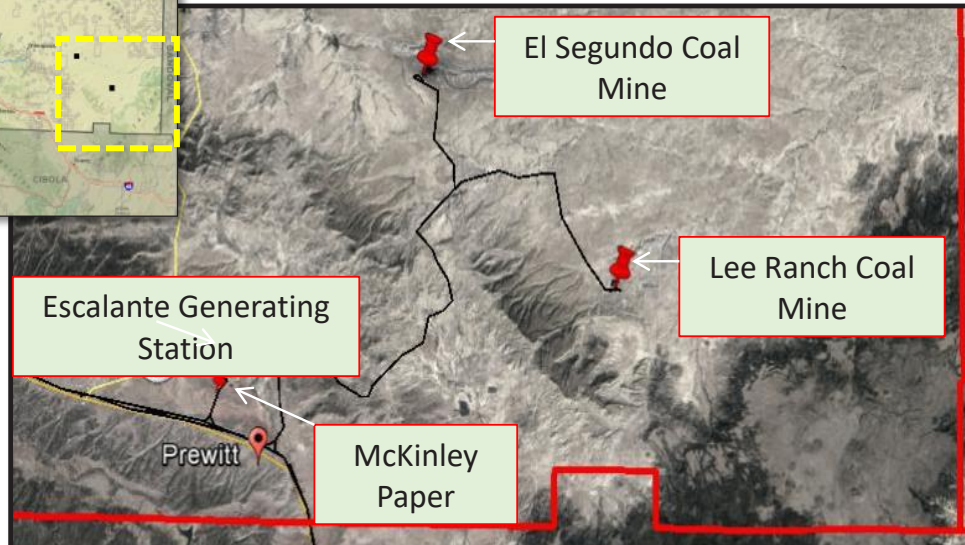 El Segundo Coal
Mine
Lee Ranch Coal
Mine
Escalante Generating
Station
Prewitt
McKinley
Paper
CIBOLA